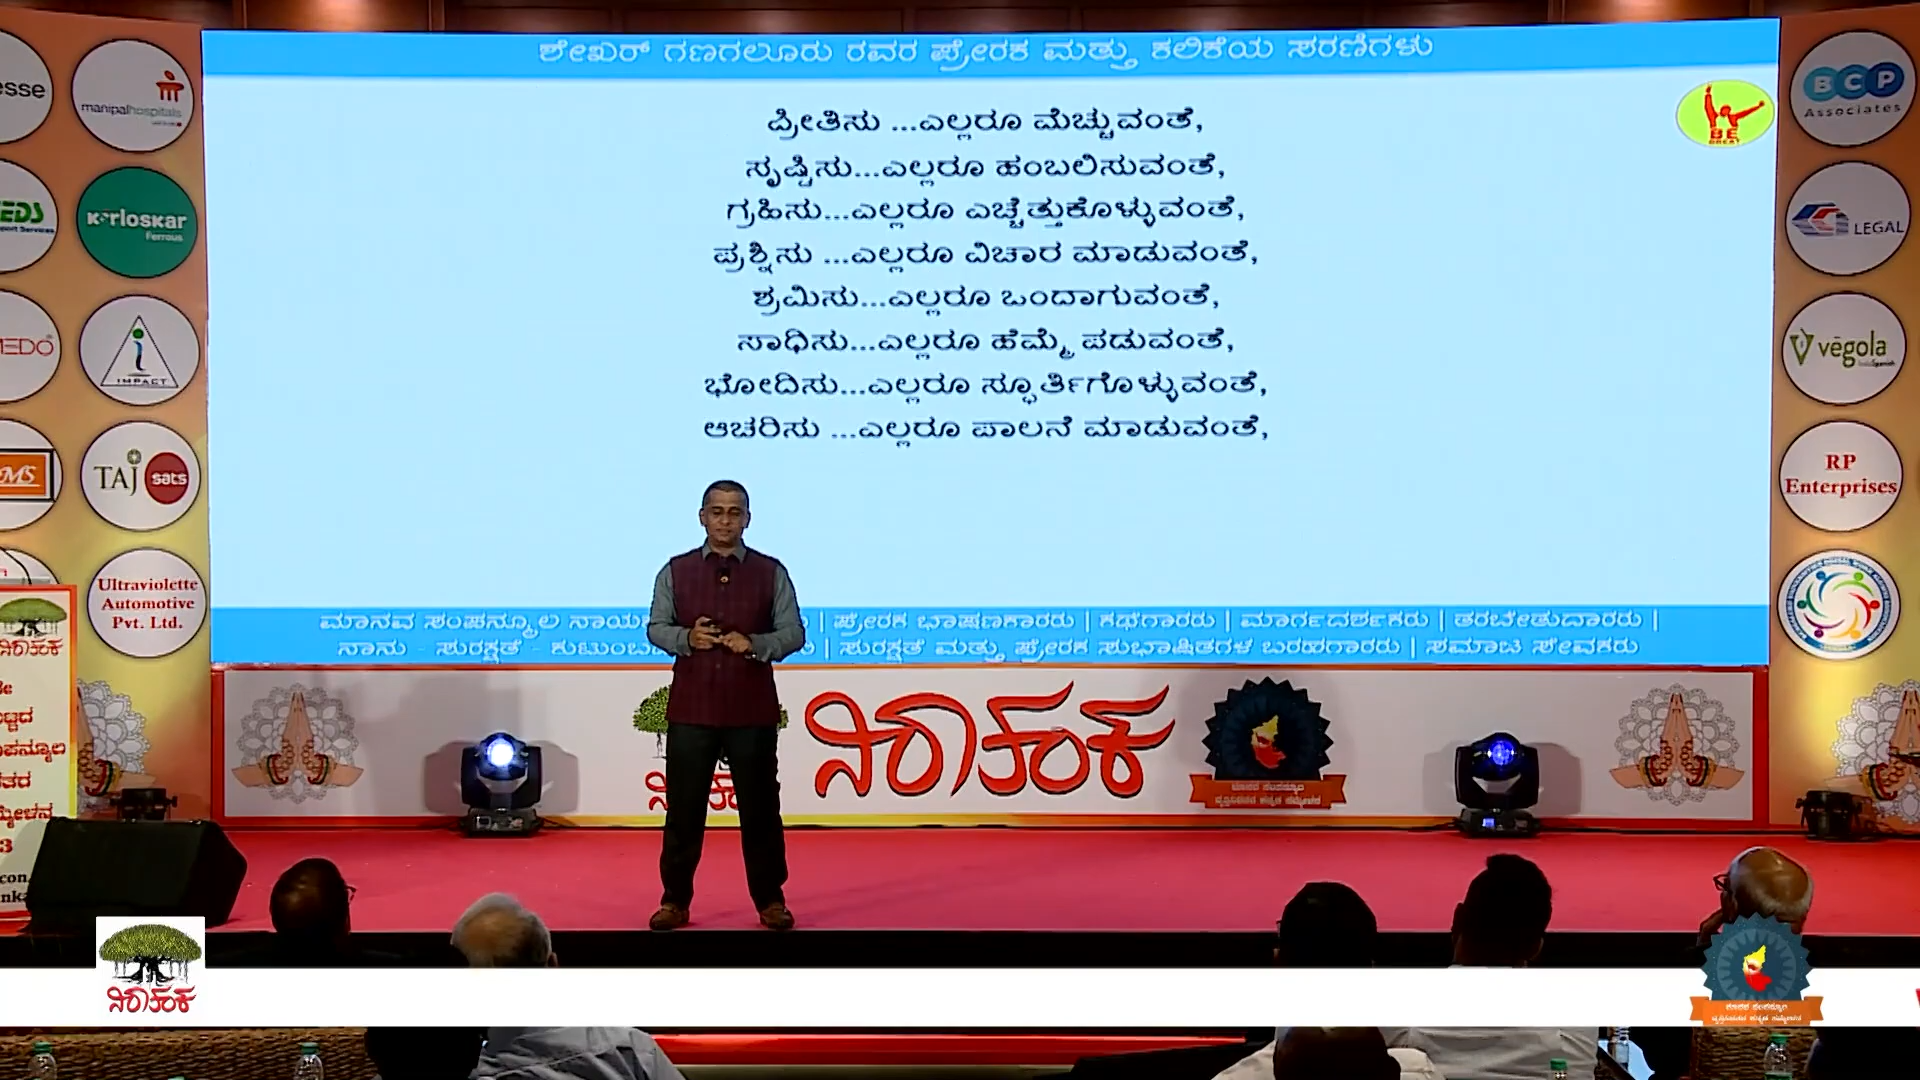 ಶೇಖರ್ ಗಣಗಲೂರು ರವರ ಪ್ರೇರಕ ಮತ್ತು ಕಲಿಕೆಯ ಸರಣಿಗಳು
ಪ್ರೀತಿಸು ...ಎಲ್ಲರೂ ಮೆಚ್ಚುವಂತೆ,
ಸೃಷ್ಟಿಸು...ಎಲ್ಲರೂ ಹಂಬಲಿಸುವಂತೆ,
ಗ್ರಹಿಸು...ಎಲ್ಲರೂ ಎಚ್ಚೆತ್ತುಕೊಳ್ಳುವಂತೆ,
ಪ್ರಶ್ನಿಸು ...ಎಲ್ಲರೂ ವಿಚಾರ ಮಾಡುವಂತೆ,
ಶ್ರಮಿಸು...ಎಲ್ಲರೂ ಒಂದಾಗುವಂತೆ,
ಸಾಧಿಸು...ಎಲ್ಲರೂ ಹೆಮ್ಮೆ ಪಡುವಂತೆ,
ಭೋದಿಸು...ಎಲ್ಲರೂ ಸ್ಫೂರ್ತಿಗೊಳ್ಳುವಂತೆ,
ಆಚರಿಸು ...ಎಲ್ಲರೂ ಪಾಲನೆ ಮಾಡುವಂತೆ,
BE
GREAT
ಮಾನವ ಸಂಪನ್ಮೂಲ | ಪ್ರೇರಕ ಭಾಷಣಕಾರರು | ಕಥೆಗಾರರು | ಮಾರ್ಗದರ್ಶಕರು | ತರಬೇತುದಾರರು |
ನಾನು - ಸುರಕ್ಷತೆ - | ಸುರಕ್ಷತೆ ಮತ್ತು ಪ್ರೇರಕ ಸುಭಾಷಿತಗಳ ಬರಹಗಾರರು | ಸಮಾಜ ಸೇವಕರು
manipalhospitals
kirloskar
Ferrous
IMPACT
TAJ sats
Ultraviolette
Automotive
Pvt. Ltd.
BCP
Associates
LEGAL
vēgola
RP
Enterprises
ನಿರಾತಂಕ
ನಿರಾತಂಕ